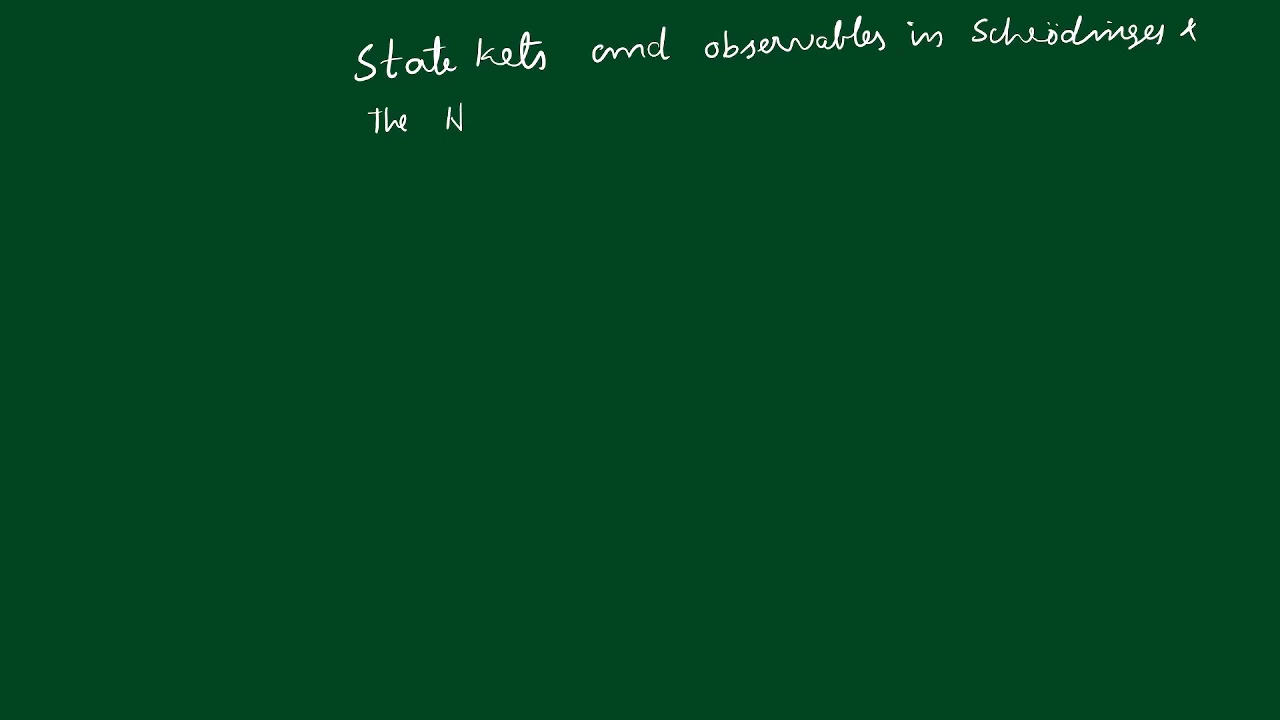 State kets and observables in Schrödinger &
the H